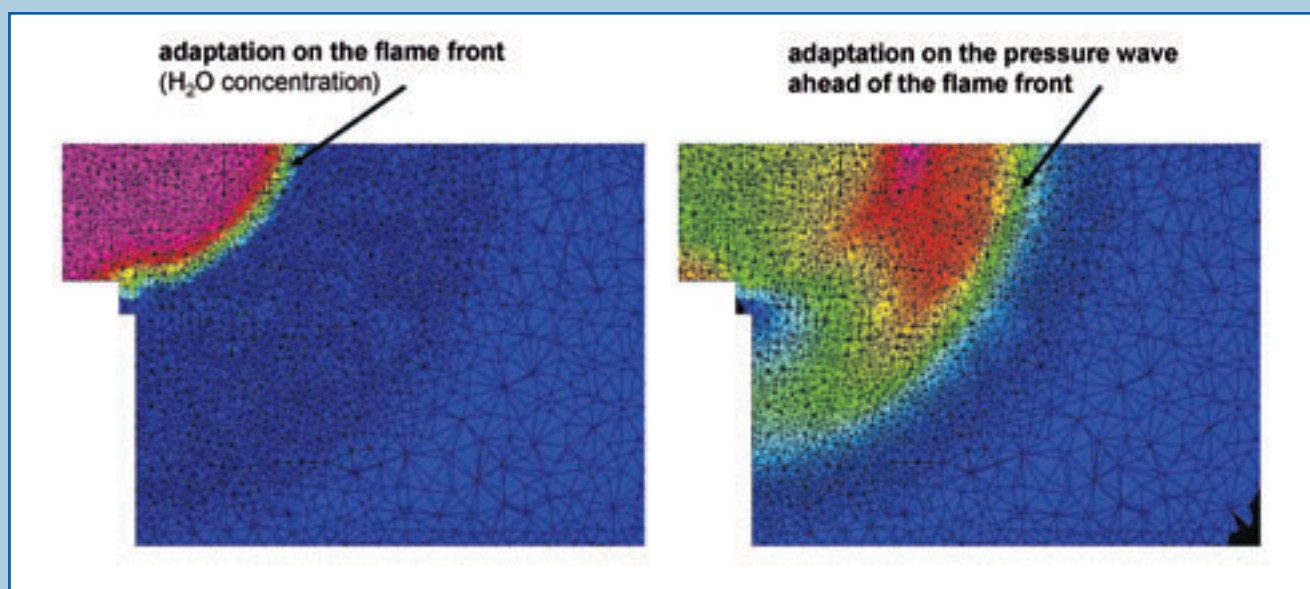 adaptation on the flame front
(H₂O concentration)
adaptation on the pressure wave
ahead of the flame front